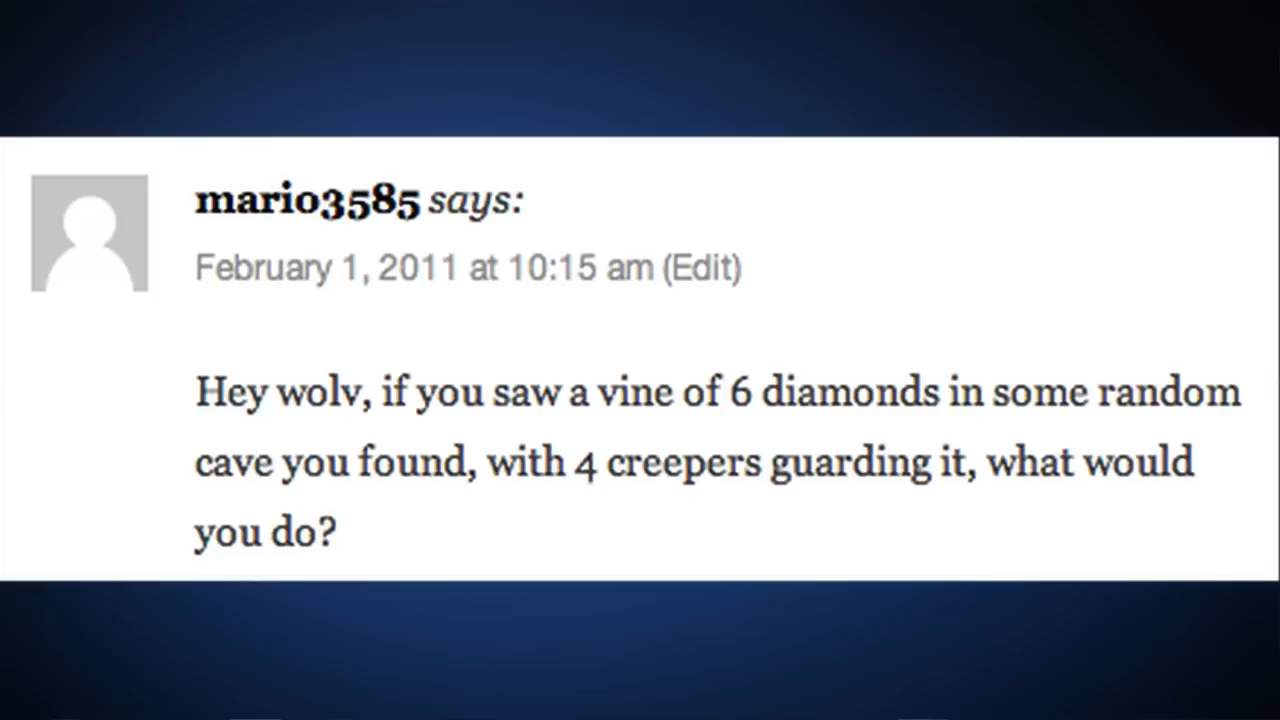 mario3585 says:
February 1, 2011 at 10:15 am (Edit)
Hey wolv, if you saw a vine of 6 diamonds in some random
cave you found, with 4 creepers guarding it, what would
you do?